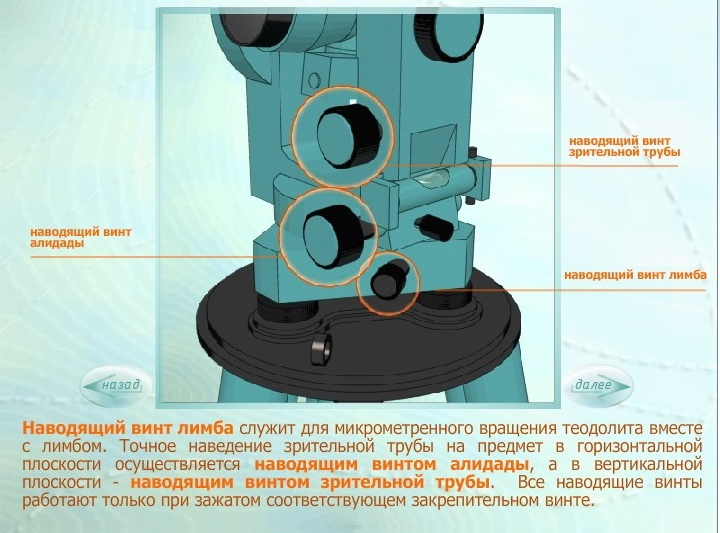 наводящий винт
зрительной трубы
наводящий винт
алидады
наводящий винт лимба
назад
далее
Наводящий винт лимба служит для микрометренного вращения теодолита вместе
с лимбом. Точное наведение зрительной трубы на предмет в горизонтальной
плоскости осуществляется наводящим винтом алидады, а в вертикальной
плоскости - наводящим винтом зрительной трубы. Все наводящие винты
работают только при зажатом соответствующем закрепительном винте.